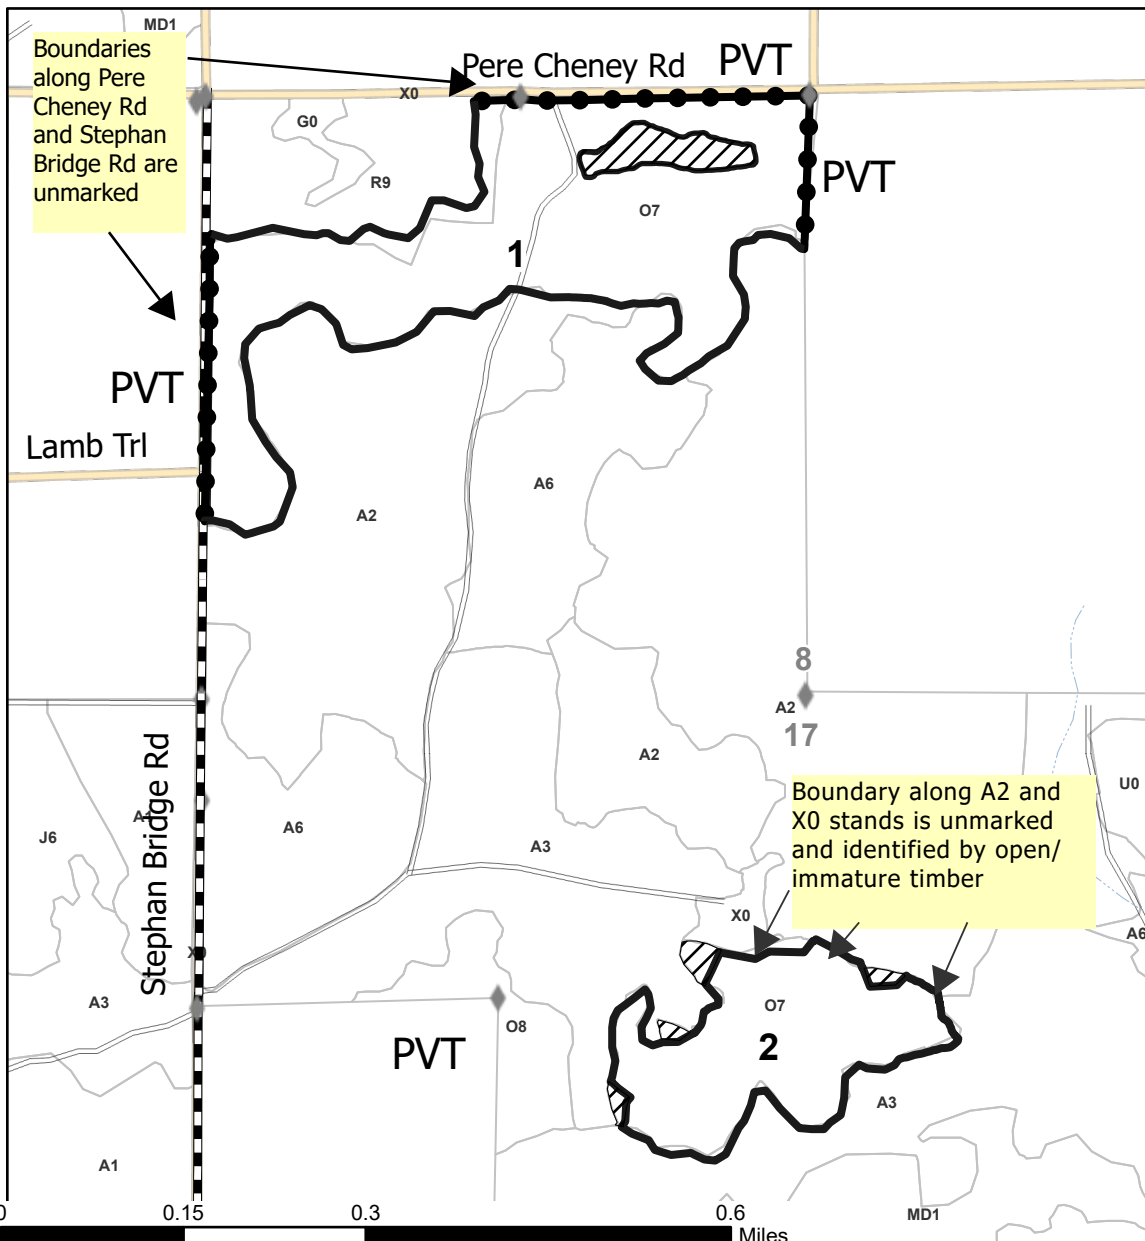 MD1
Boundaries
along Pere
Cheney Rd
and Stephan
Bridge Rd are
unmarked
Pere Cheney Rd
PVT
X0
G0
R9
PVT
O7
1
PVT
Lamb Trl
A6
A2
8
A2
17
A2
Stephan Bridge Rd
Boundary along A2 and
X0 stands is unmarked
and identified by open/
immature timber
U0
J6
A6
A3
X0
A6
X0
A3
O7
O8
2
PVT
A3
A1
MD1
0 0.15 0.3 0.6
Miles